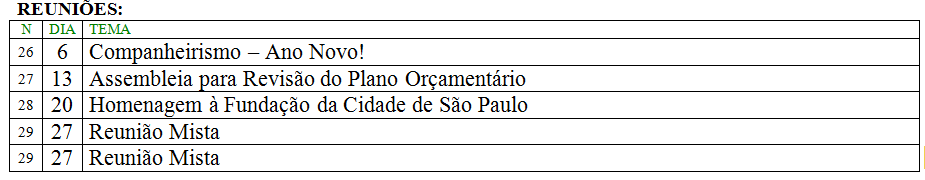 REUNIÕES:
N DIA TEMA
26 6 Companheirismo – Ano Novo!
27 13 Assembleia para Revisão do Plano Orçamentário
28 20 Homenagem à Fundação da Cidade de São Paulo
29 27 Reunião Mista
29 27 Reunião Mista